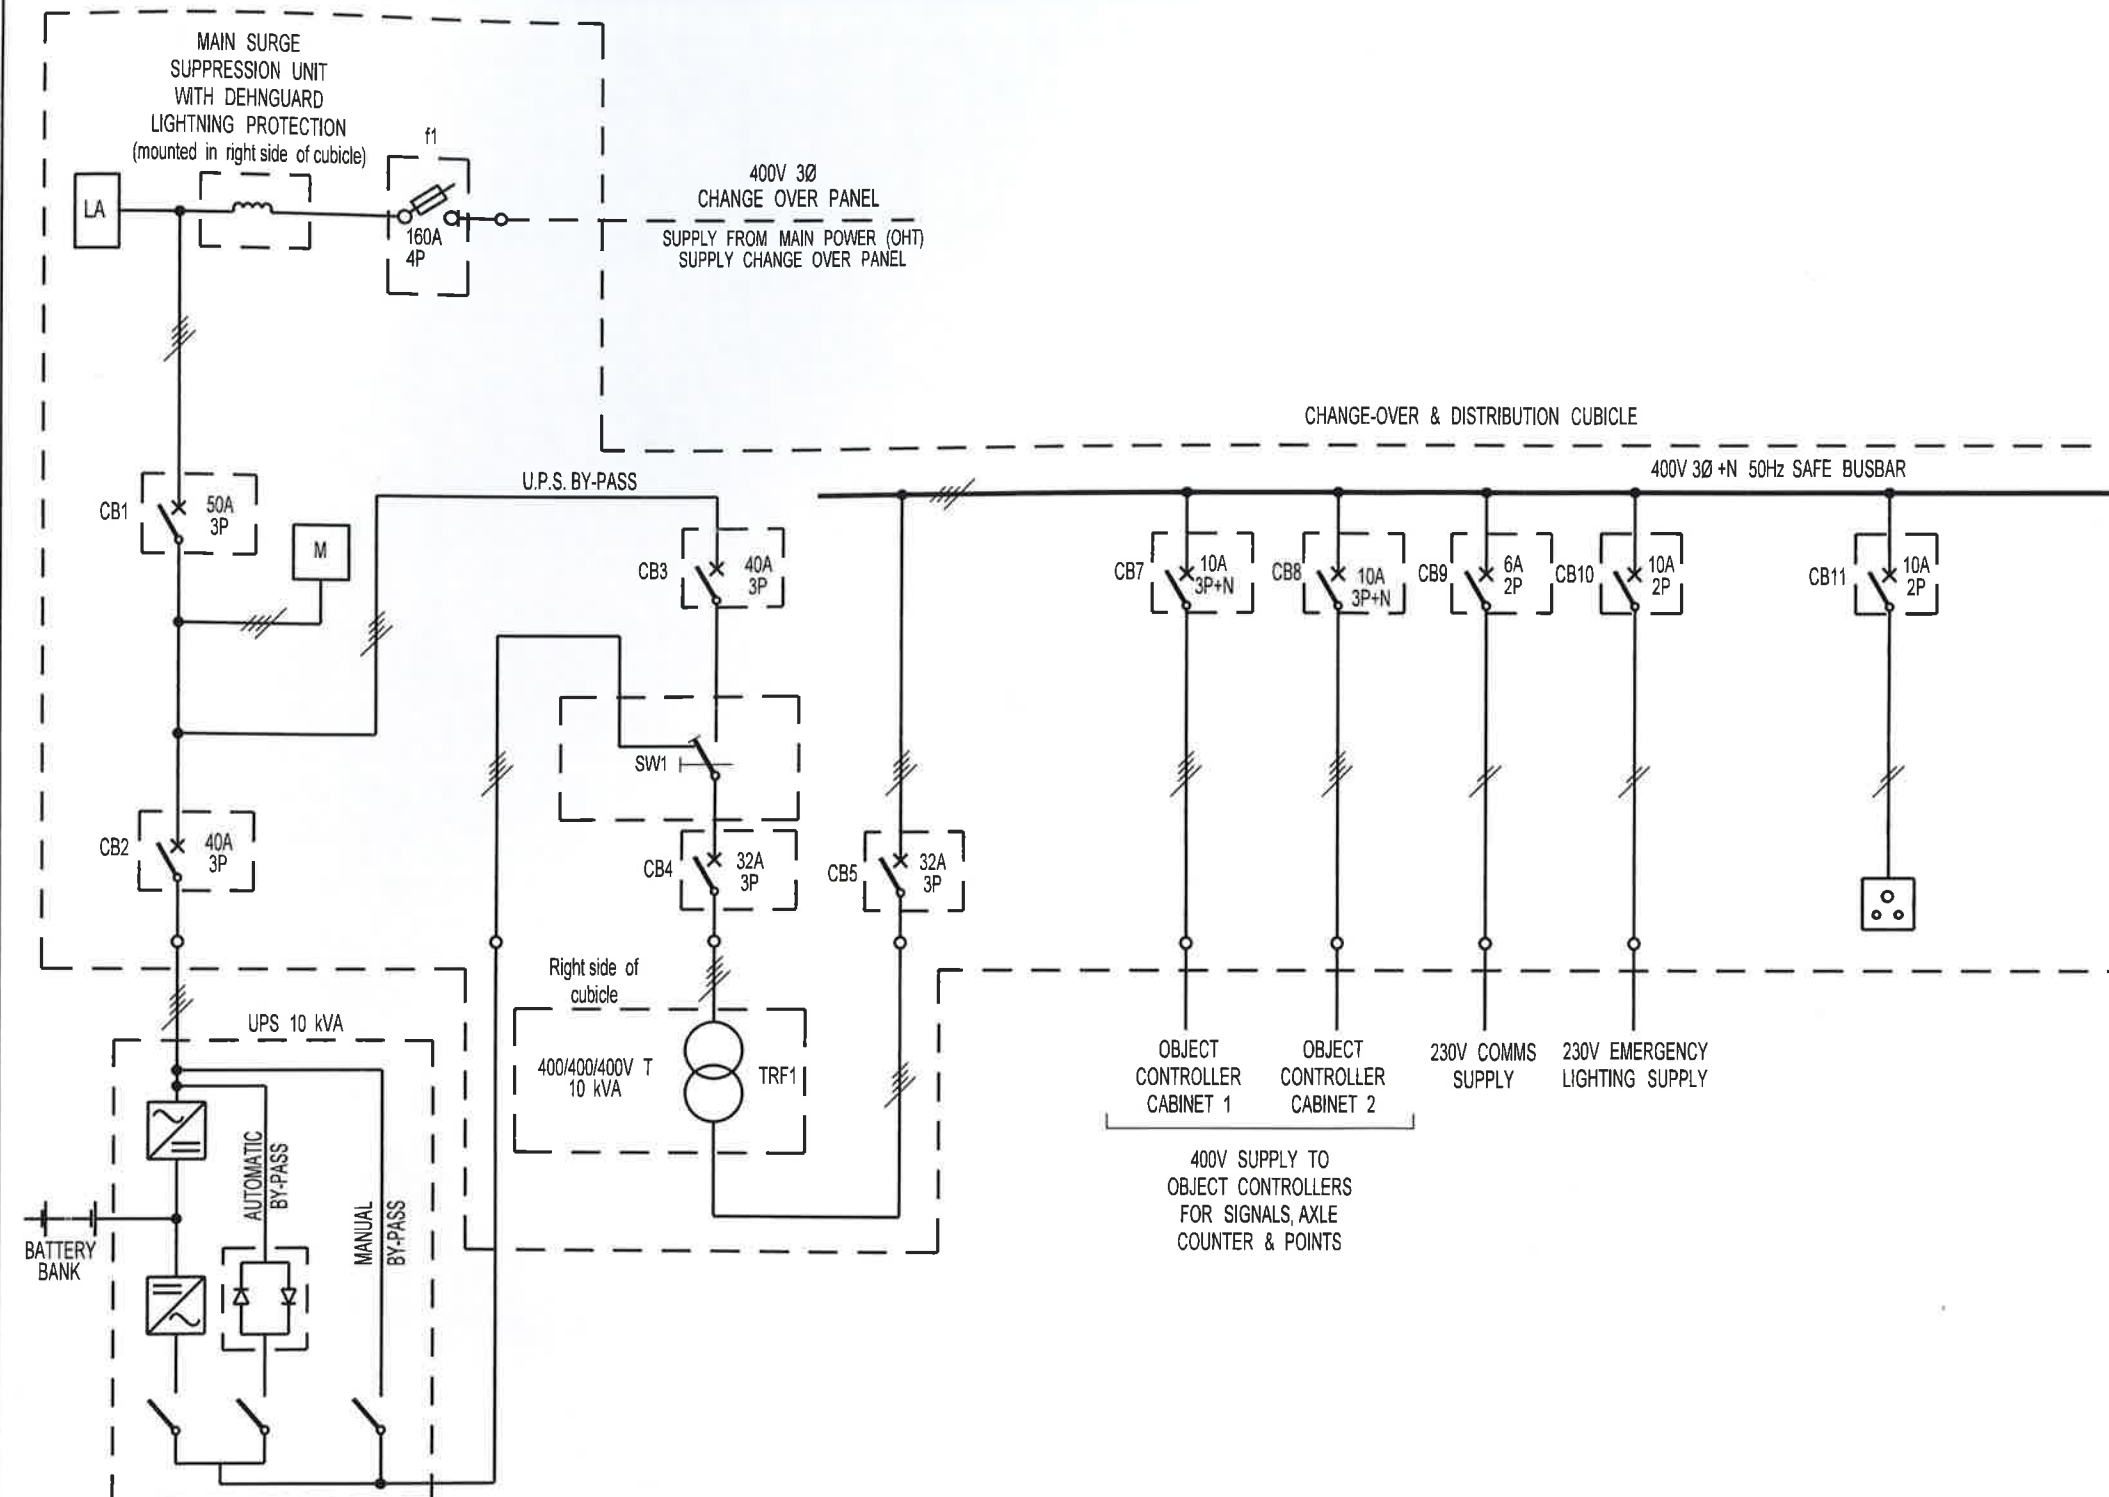 MAIN SURGE
SUPPRESSION UNIT
WITH DEHNGUARD
LIGHTNING PROTECTION
(mounted in right side of cubicle)
f1
LA
160A
4P
400V 3Ø
CHANGE OVER PANEL
SUPPLY FROM MAIN POWER (OHT)
SUPPLY CHANGE OVER PANEL
CHANGE-OVER & DISTRIBUTION CUBICLE
400V 3Ø +N 50Hz SAFE BUSBAR
U.P.S. BY-PASS
CB1
50A
3P
M
CB3
40A
3P
CB7
10A
3P+N
CB8
10A
3P+N
CB9
6A
2P
CB10
10A
2P
CB11
10A
2P
SW1
CB2
40A
3P
CB4
32A
3P
CB5
32A
3P
Right side of
cubicle
UPS 10 kVA
400/400/400V T
10 kVA
TRF1
OBJECT
CONTROLLER
CABINET 1
OBJECT
CONTROLLER
CABINET 2
230V COMMS
SUPPLY
230V EMERGENCY
LIGHTING SUPPLY
400V SUPPLY TO
OBJECT CONTROLLERS
FOR SIGNALS, AXLE
COUNTER & POINTS
AUTOMATIC
BY-PASS
MANUAL
BY-PASS
BATTERY
BANK